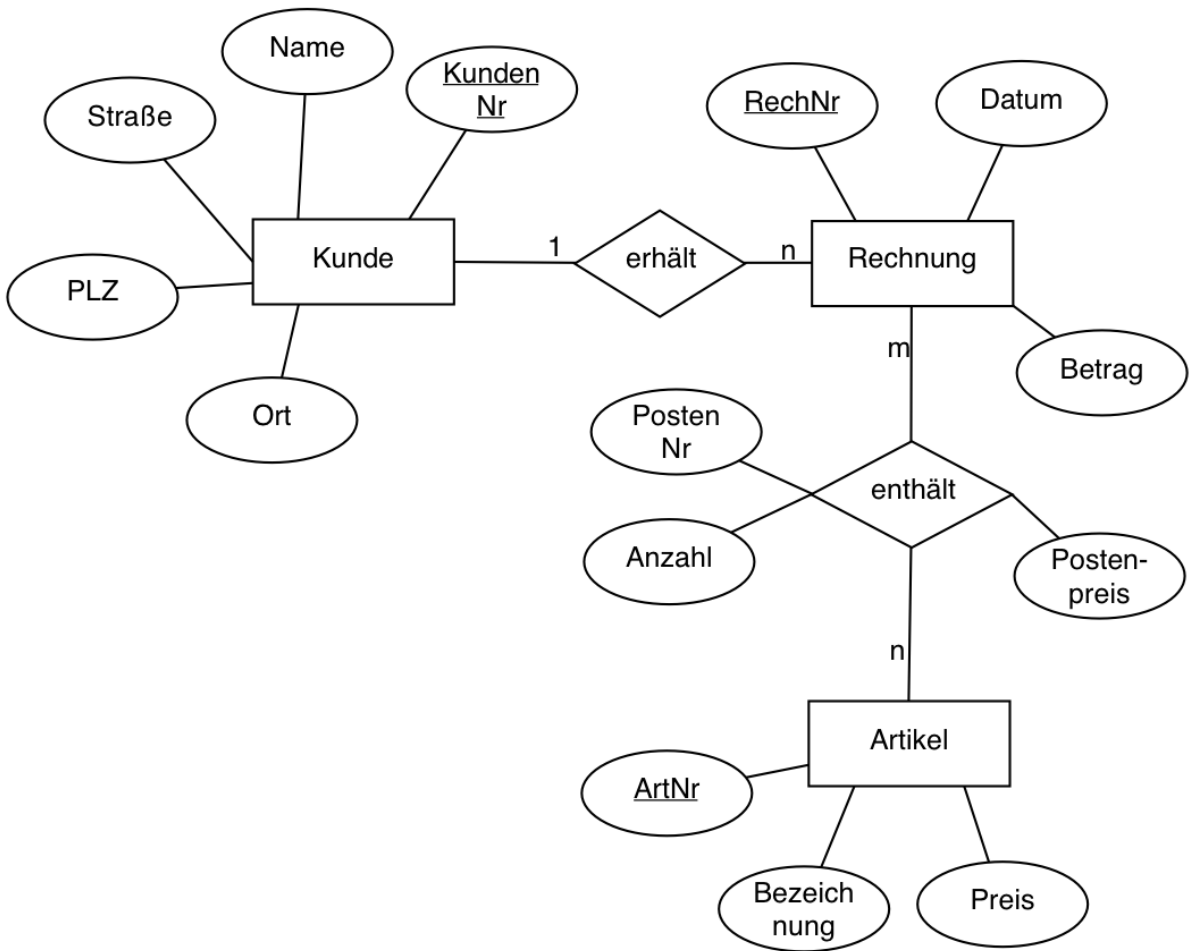 Name
Kunden
Nr
Straße
RechNr
Datum
Kunde
1
erhält
n
Rechnung
PLZ
Ort
m
Betrag
Posten
Nr
enthält
Anzahl
Posten-
preis
n
Artikel
ArtNr
Bezeich
nung
Preis